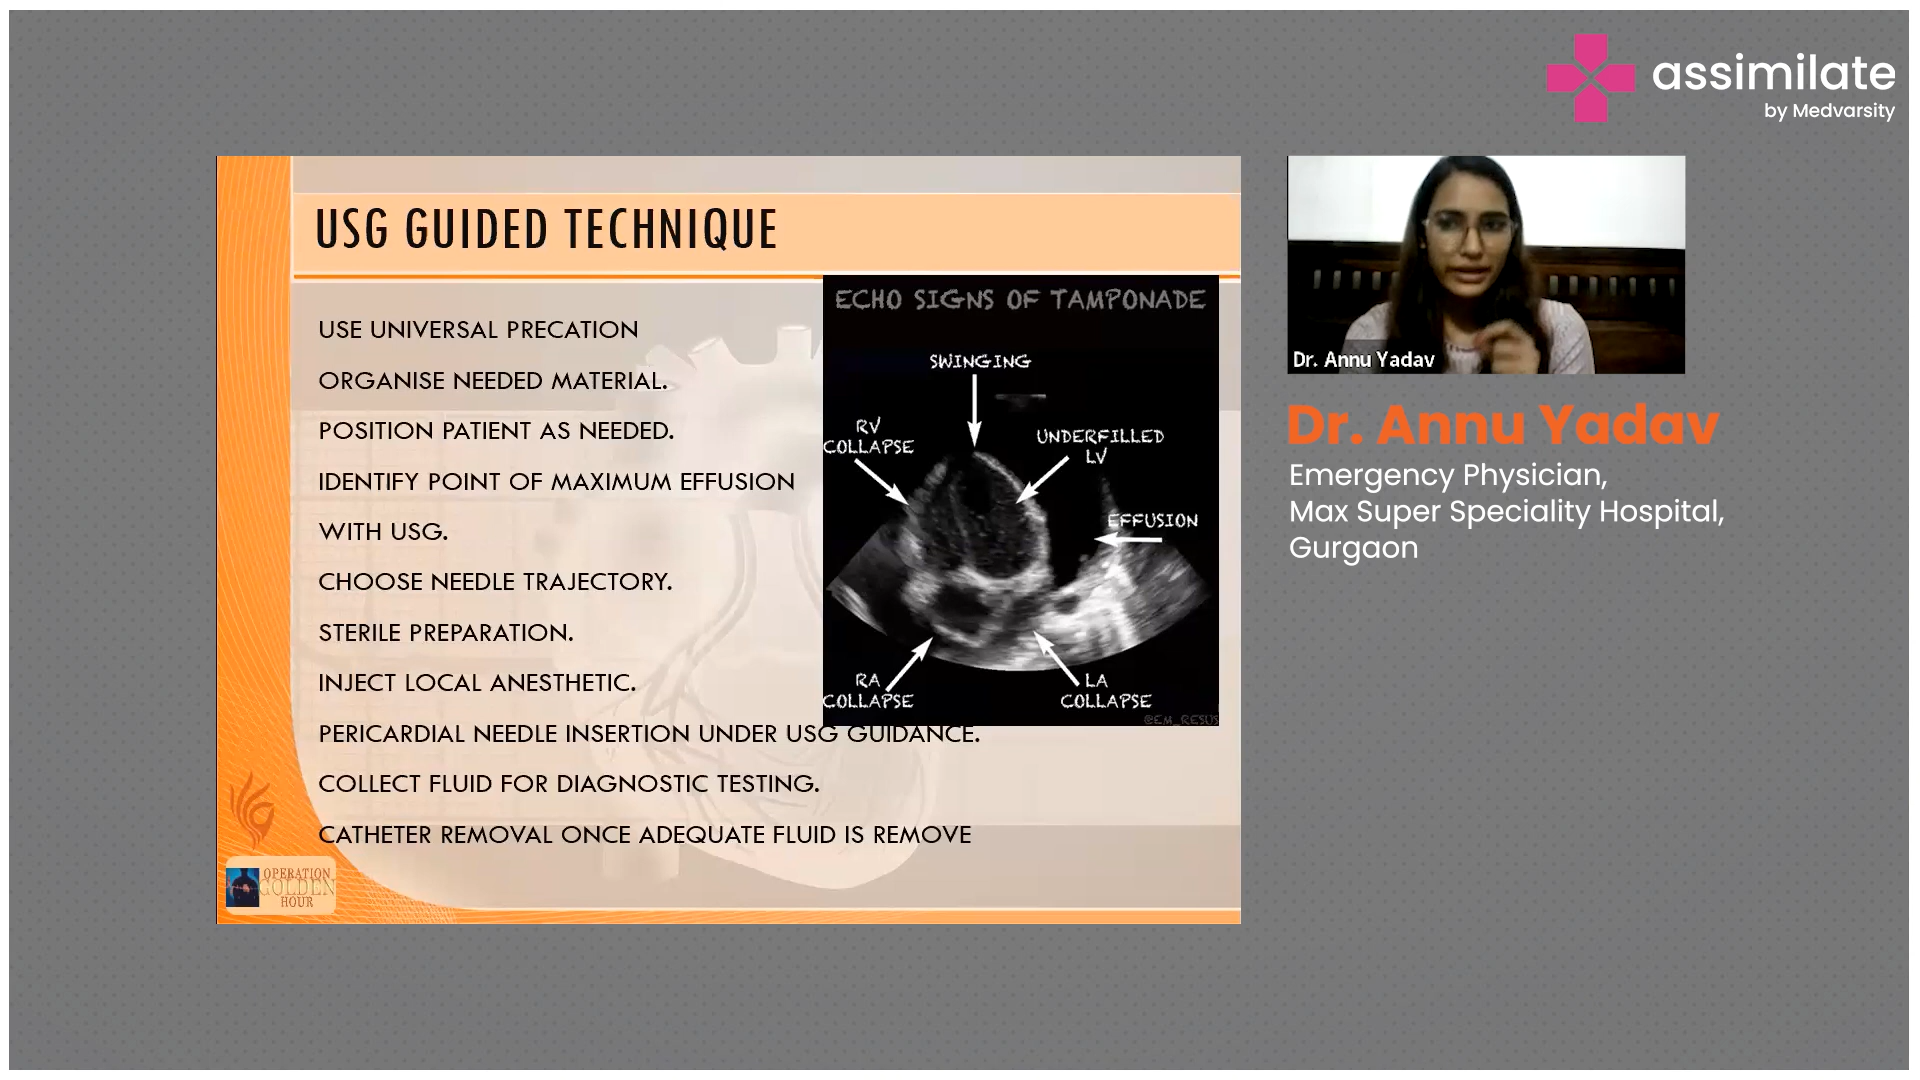 assimilate
by Medvarsity
USG GUIDED TECHNIQUE
USE UNIVERSAL PRECATION
ORGANISE NEEDED MATERIAL.
POSITION PATIENT AS NEEDED.
IDENTIFY POINT OF MAXIMUM EFFUSION
WITH USG.
CHOOSE NEEDLE TRAJECTORY.
STERILE PREPARATION.
INJECT LOCAL ANESTHETIC.
PERICARDIAL NEEDLE INSERTION UNDER USG GUIDANCE.
COLLECT FLUID FOR DIAGNOSTIC TESTING.
CATHETER REMOVAL ONCE ADEQUATE FLUID IS REMOVE
ECHO SIGNS OF TAMPONADE
SWINGING
RV
COLLAPSE
UNDERFILLED
LV
EFFUSION
RA
COLLAPSE
LA
COLLAPSE
@EM_RESUS
OPERATION
GOLDEN
HOUR
Dr. Annu Yadav
Dr. Annu Yadav
Emergency Physician,
Max Super Speciality Hospital,
Gurgaon